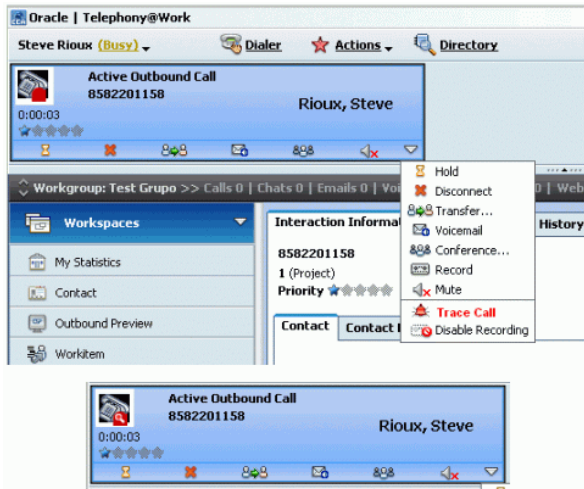 Oracle | Telephony@Work
Steve Rioux (Busy) Dialer Actions Directory
Active Outbound Call
8582201158
Rioux, Steve
0:00:03
Workgroup: Test Grupo >> Calls 0 | Chats 0 | Emails 0 | Voi
0 | Web
Hold
Disconnect
Transfer...
Voicemail
Conference...
Record
Mute
Trace Call
Disable Recording
Workspaces
My Statistics
Contact
Outbound Preview
Workitem
Interaction Informa
History
8582201158
1 (Project)
Priority
Contact Contact
Active Outbound Call
8582201158
Rioux, Steve
0:00:03